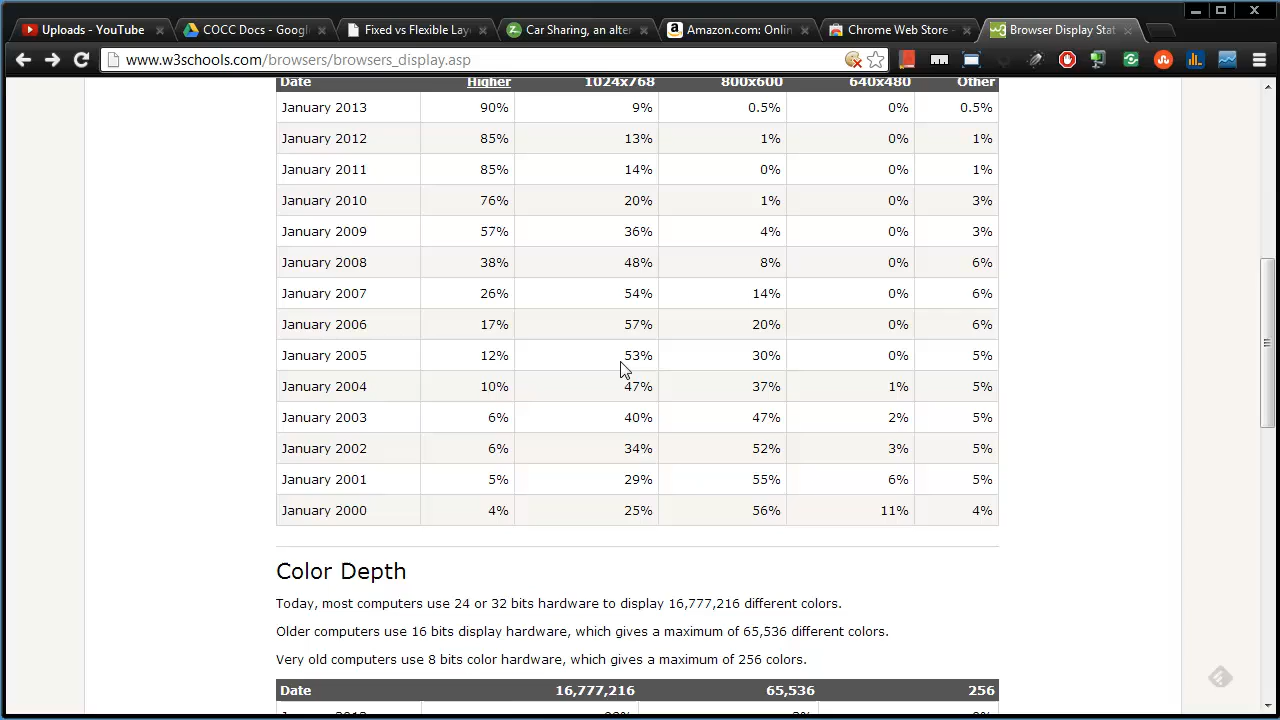 Uploads - YouTube
COCC Docs - Googl
Fixed vs Flexible Laye
Car Sharing, an alter
Amazon.com: Onlin
Chrome Web Store -
Browser Display Stat
www.w3schools.com/browsers/browsers_display.asp
Date Higher 1024x768 800x600 640x480 Other
January 2013 90% 9% 0.5% 0% 0.5%
January 2012 85% 13% 1% 0% 1%
January 2011 85% 14% 0% 0% 1%
January 2010 76% 20% 1% 0% 3%
January 2009 57% 36% 4% 0% 3%
January 2008 38% 48% 8% 0% 6%
January 2007 26% 54% 14% 0% 6%
January 2006 17% 57% 20% 0% 6%
January 2005 12% 53% 30% 0% 5%
January 2004 10% 47% 37% 1% 5%
January 2003 6% 40% 47% 2% 5%
January 2002 6% 34% 52% 3% 5%
January 2001 5% 29% 55% 6% 5%
January 2000 4% 25% 56% 11% 4%
Color Depth
Today, most computers use 24 or 32 bits hardware to display 16,777,216 different colors.
Older computers use 16 bits display hardware, which gives a maximum of 65,536 different colors.
Very old computers use 8 bits color hardware, which gives a maximum of 256 colors.
Date 16,777,216 65,536 256